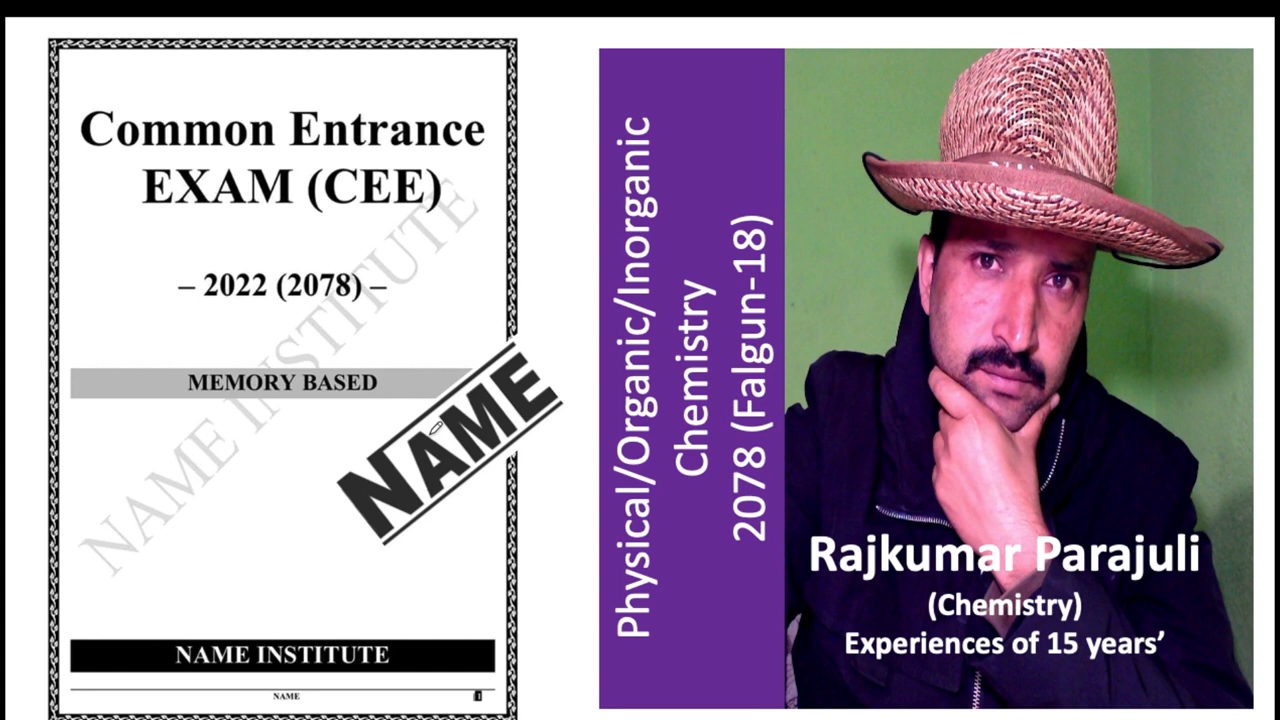 Common Entrance
EXAM (CEE)
– 2022 (2078) –
MEMORY BASED
NAME INSTITUTE
NAME
NAME INSTITUTE
NAME
1
Physical/Organic/Inorganic
Chemistry
2078 (Falgun-18)
Rajkumar Parajuli
(Chemistry)
Experiences of 15 years’